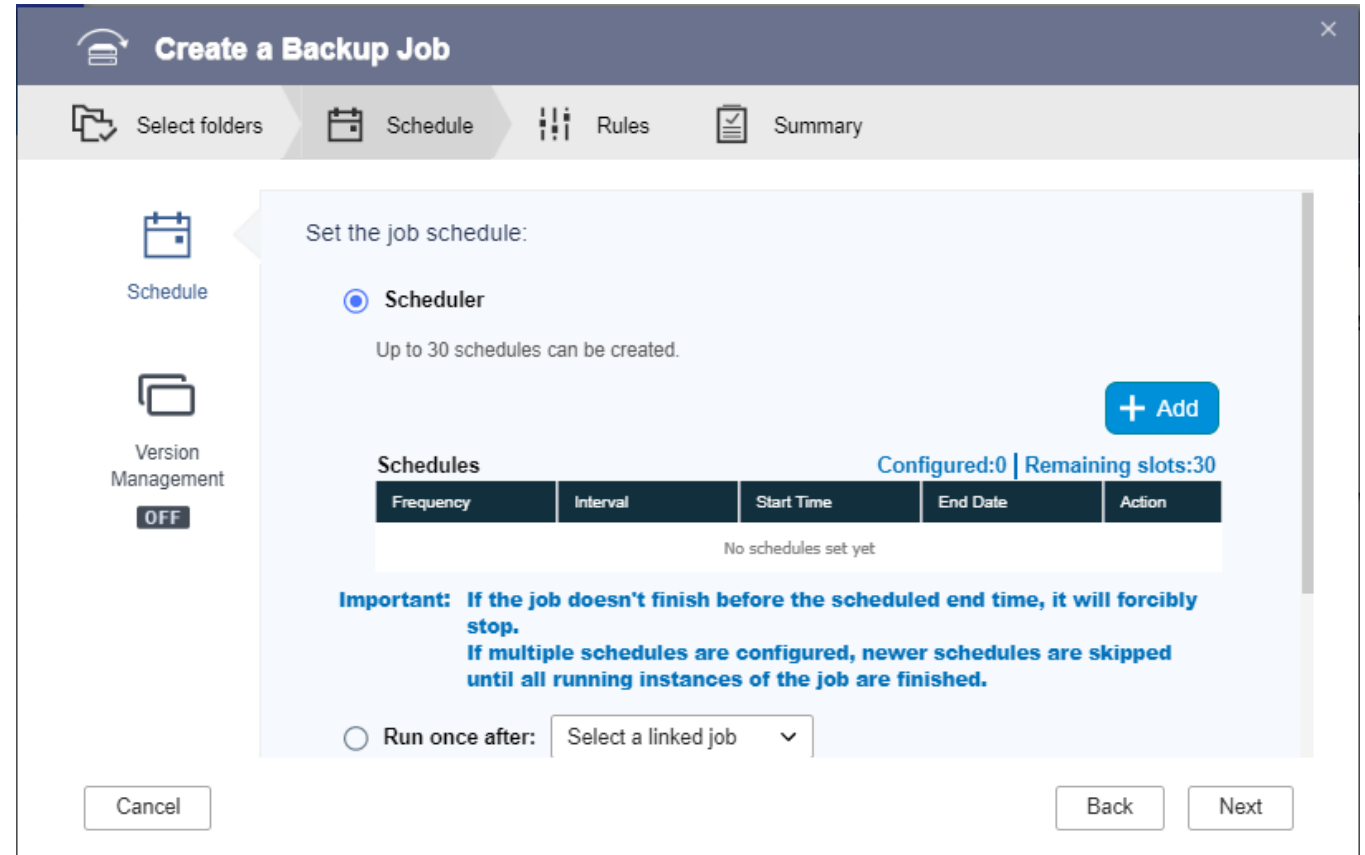 Create a Backup Job
Select folders
Schedule
Rules
Summary
Schedule
Version
Management
OFF
Set the job schedule:
Scheduler
Up to 30 schedules can be created.
+ Add
Schedules
Configured:0 | Remaining slots:30
Frequency Interval Start Time End Date Action
No schedules set yet
Important: If the job doesn't finish before the scheduled end time, it will forcibly
stop.
If multiple schedules are configured, newer schedules are skipped
until all running instances of the job are finished.
Run once after: Select a linked job
Cancel
Back
Next